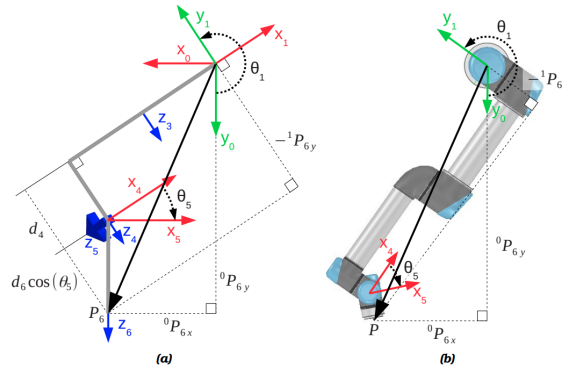 y₁
x₁
x₀
θ₁
z₃
y₀
−¹P₆y
x₄
θ₅
d₄
z₅
z₄
x₅
d₆cos(θ₅)
⁰P₆y
P₆
z₆
⁰P₆x
(a)
y₁
θ₁
−¹P₆
y₀
x₄
θ₅
x₅
⁰P₆y
P
⁰P₆x
(b)